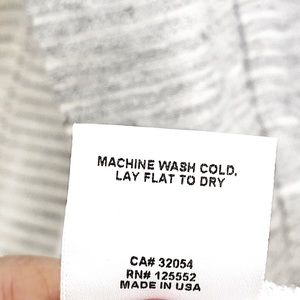 MACHINE WASH COLD,
LAY FLAT TO DRY
CA# 32054
RN# 125552
MADE IN USA